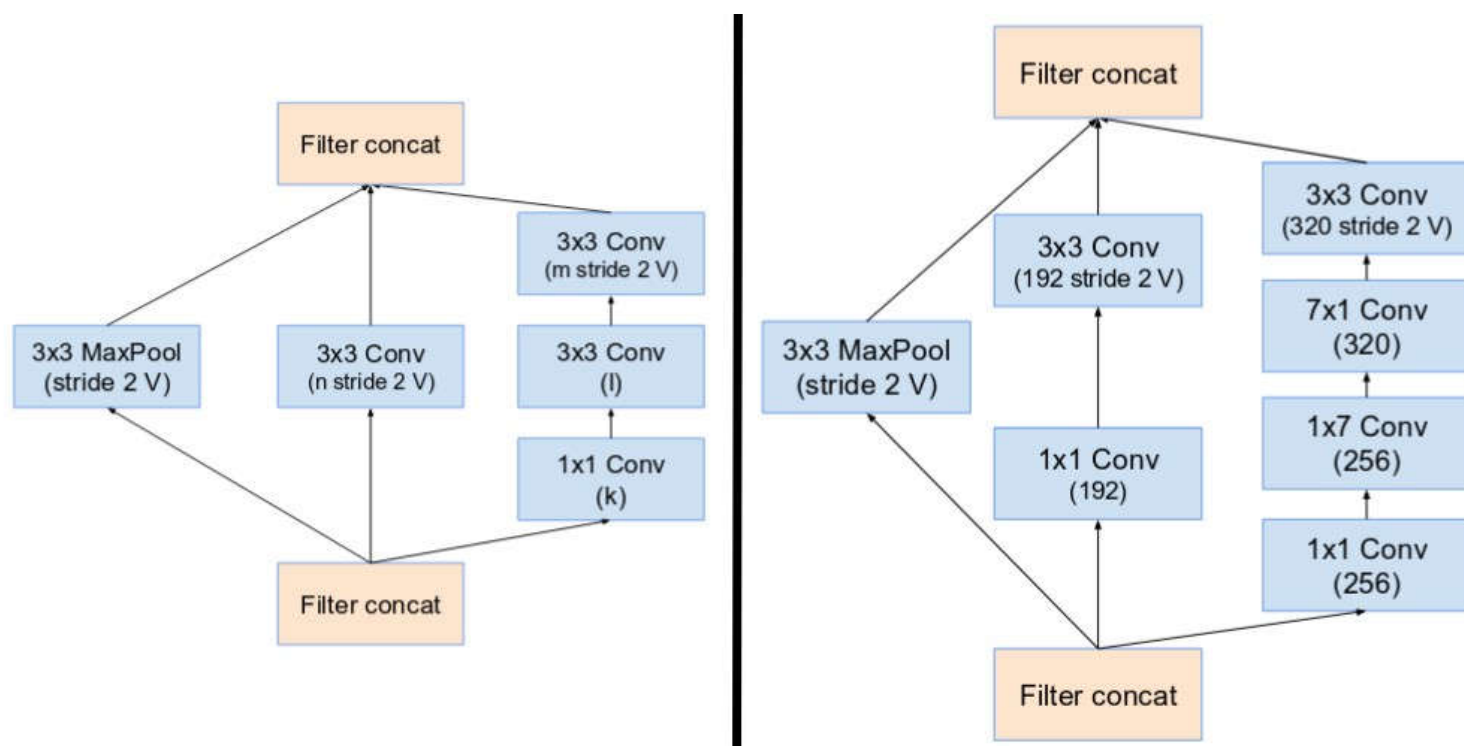 Filter concat
3x3 Conv
(m stride 2 V)
3x3 MaxPool
(stride 2 V)
3x3 Conv
(n stride 2 V)
3x3 Conv
(l)
1x1 Conv
(k)
Filter concat
Filter concat
3x3 Conv
(320 stride 2 V)
3x3 Conv
(192 stride 2 V)
7x1 Conv
(320)
3x3 MaxPool
(stride 2 V)
1x7 Conv
(256)
1x1 Conv
(192)
1x1 Conv
(256)
Filter concat